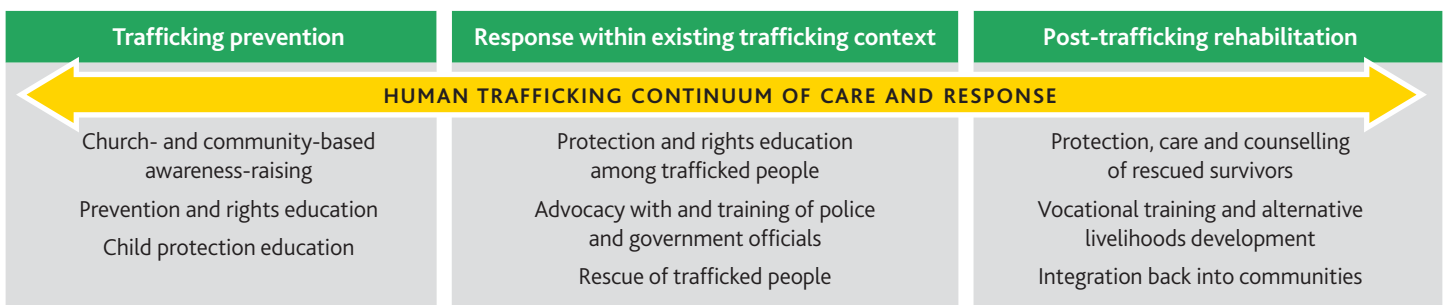 Trafficking prevention
Response within existing trafficking context
Post-trafficking rehabilitation
HUMAN TRAFFICKING CONTINUUM OF CARE AND RESPONSE
Church- and community-based
awareness-raising
Prevention and rights education
Child protection education
Protection and rights education
among trafficked people
Advocacy with and training of police
and government officials
Rescue of trafficked people
Protection, care and counselling
of rescued survivors
Vocational training and alternative
livelihoods development
Integration back into communities